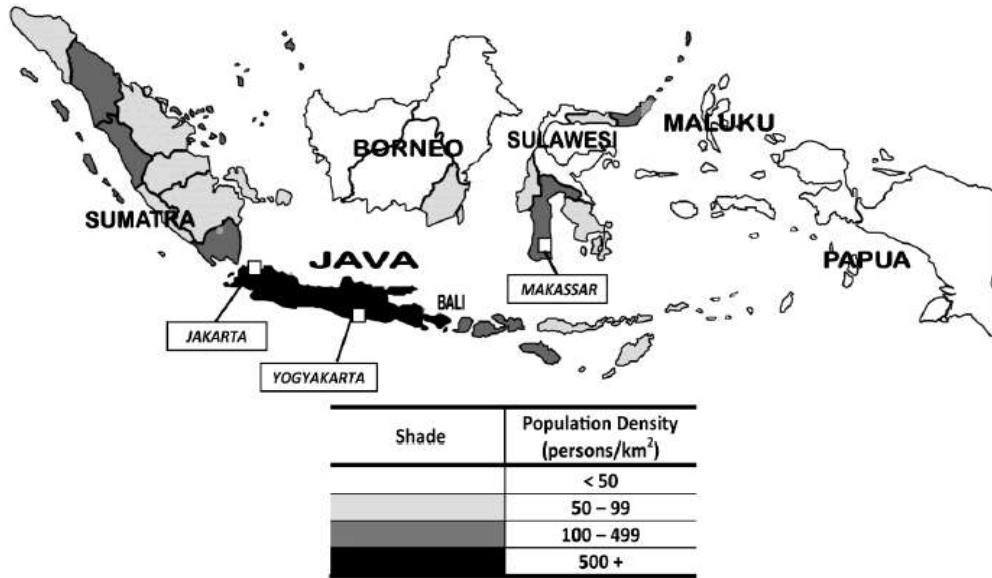 BORNEO
SULAWESI
MALUKU
SUMATRA
JAVA
PAPUA
MAKASSAR
BALI
JAKARTA
YOGYAKARTA
Shade
Population Density
(persons/km²)
< 50
50 – 99
100 – 499
500 +